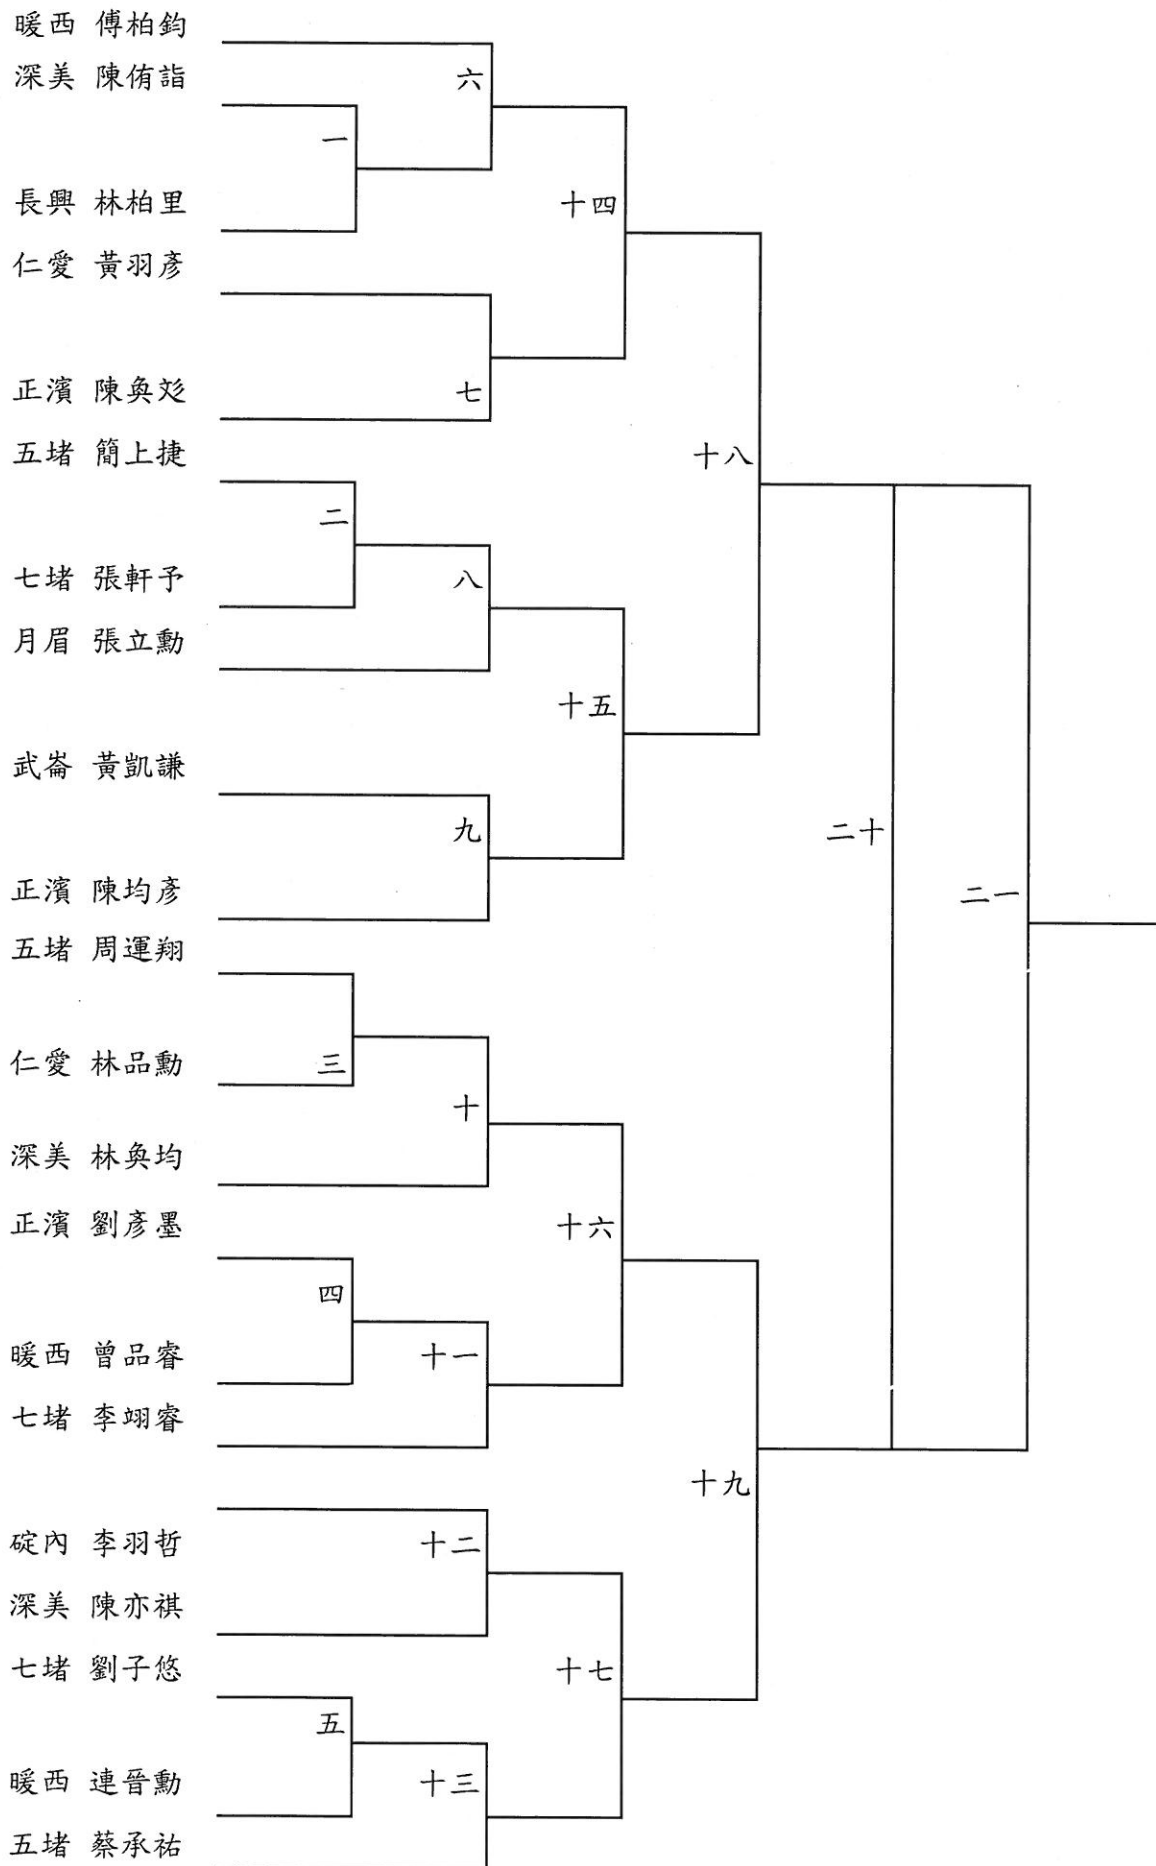 暖西 傅柏鈞
深美 陳侑詣
六
一
長興 林柏里
十四
仁愛 黃羽彥
正濱 陳奐彣
七
五堵 簡上捷
十八
二
七堵 張軒予
八
月眉 張立勳
十五
武崙 黃凱謙
九
二十
正濱 陳均彥
二一
五堵 周運翔
仁愛 林品勳
三
十
深美 林奐均
正濱 劉彥墨
十六
四
暖西 曾品睿
十一
七堵 李翊睿
十九
碇內 李羽哲
十二
深美 陳亦祺
七堵 劉子悠
十七
五
暖西 連晉勳
十三
五堵 蔡承祐